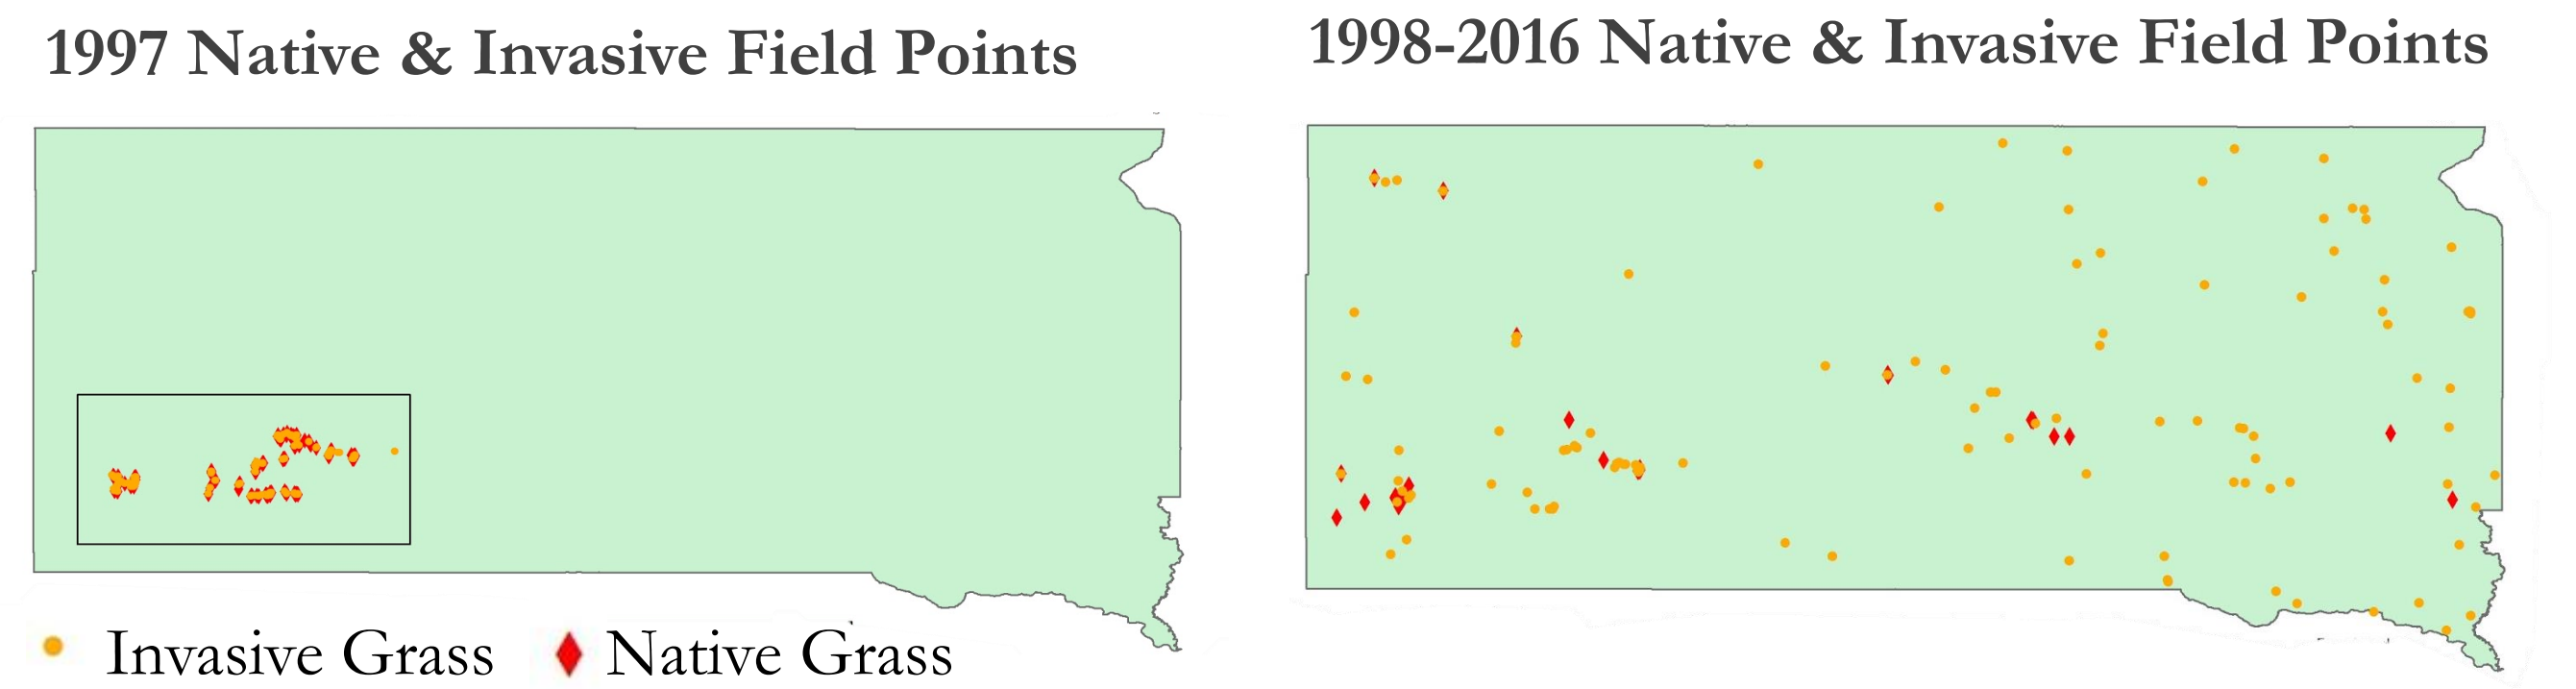 1997 Native & Invasive Field Points
1998-2016 Native & Invasive Field Points
Invasive Grass
Native Grass